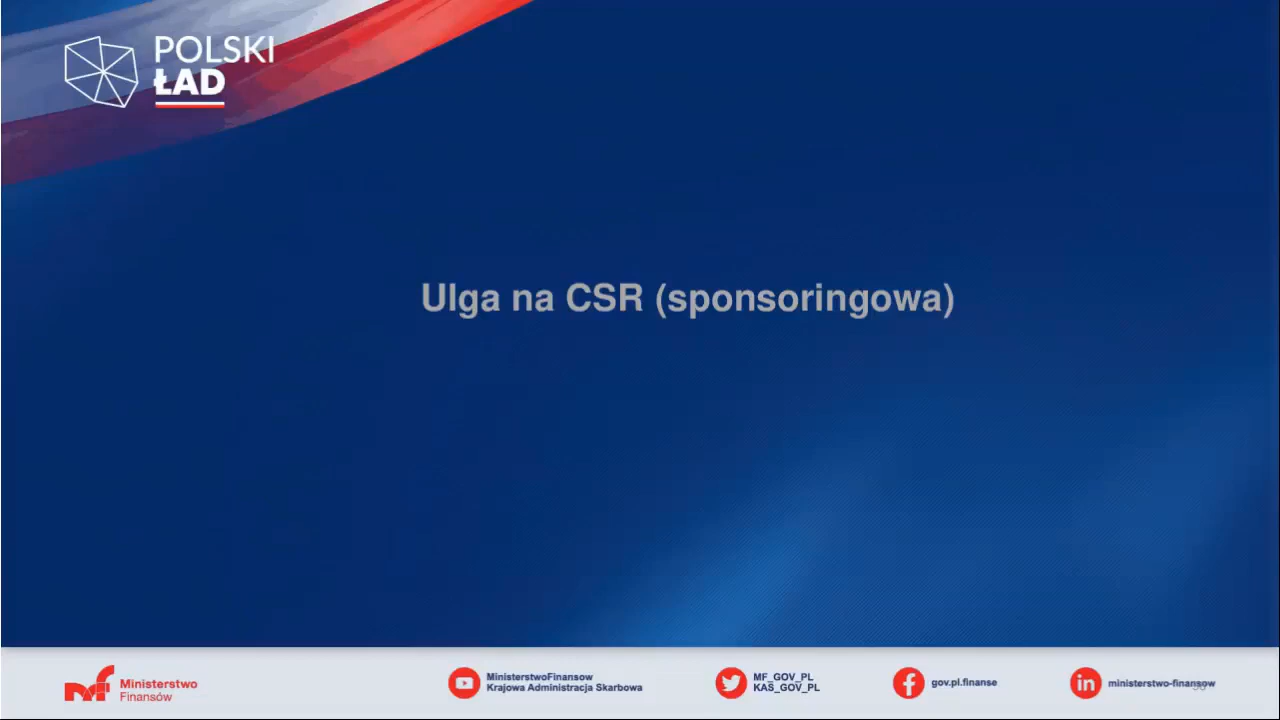 POLSKI
ŁAD
Ulga na CSR (sponsoringowa)
Ministerstwo
Finansów
MinisterstwoFinansow
Krajowa Administracja Skarbowa
MF_GOV_PL
KAS_GOV_PL
gov.pl.finanse
ministerstwo-finansow